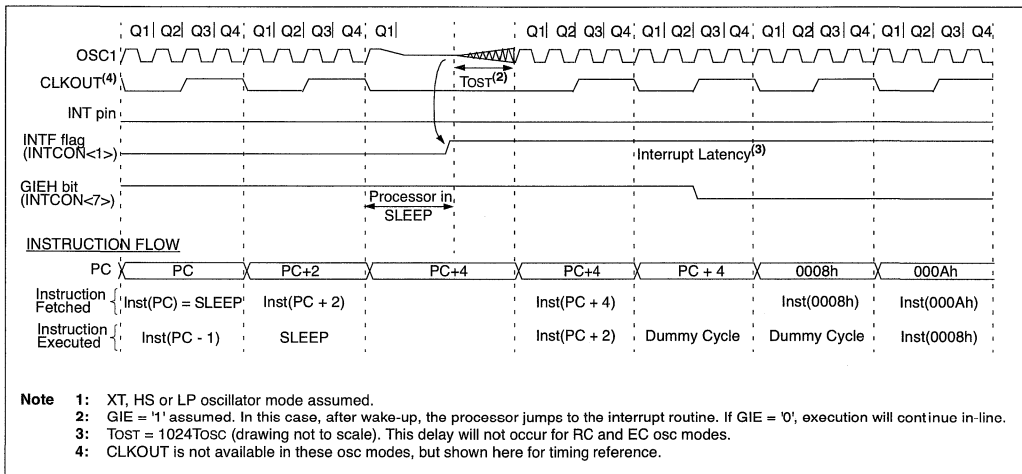 Q1| Q2| Q3| Q4| Q1| Q2| Q3| Q4| Q1| Q1| Q2| Q3| Q4| Q1| Q2| Q3| Q4| Q1| Q2| Q3| Q4| Q1| Q2| Q3| Q4|
OSC1
TOST(2)
CLKOUT(4)
INT pin
INTF flag
(INTCON<1>)
Interrupt Latency(3)
GIEH bit
(INTCON<7>)
Processor in
SLEEP
INSTRUCTION FLOW
PC PC PC+2 PC+4 PC+4 PC + 4 0008h 000Ah
Instruction
Fetched
Inst(PC) = SLEEP Inst(PC + 2) Inst(PC + 4) Inst(0008h) Inst(000Ah)
Instruction
Executed
Inst(PC - 1) SLEEP Inst(PC + 2) Dummy Cycle Dummy Cycle Inst(0008h)
Note 1: XT, HS or LP oscillator mode assumed.
2: GIE = '1' assumed. In this case, after wake-up, the processor jumps to the interrupt routine. If GIE = '0', execution will continue in-line.
3: TOST = 1024TOSC (drawing not to scale). This delay will not occur for RC and EC osc modes.
4: CLKOUT is not available in these osc modes, but shown here for timing reference.